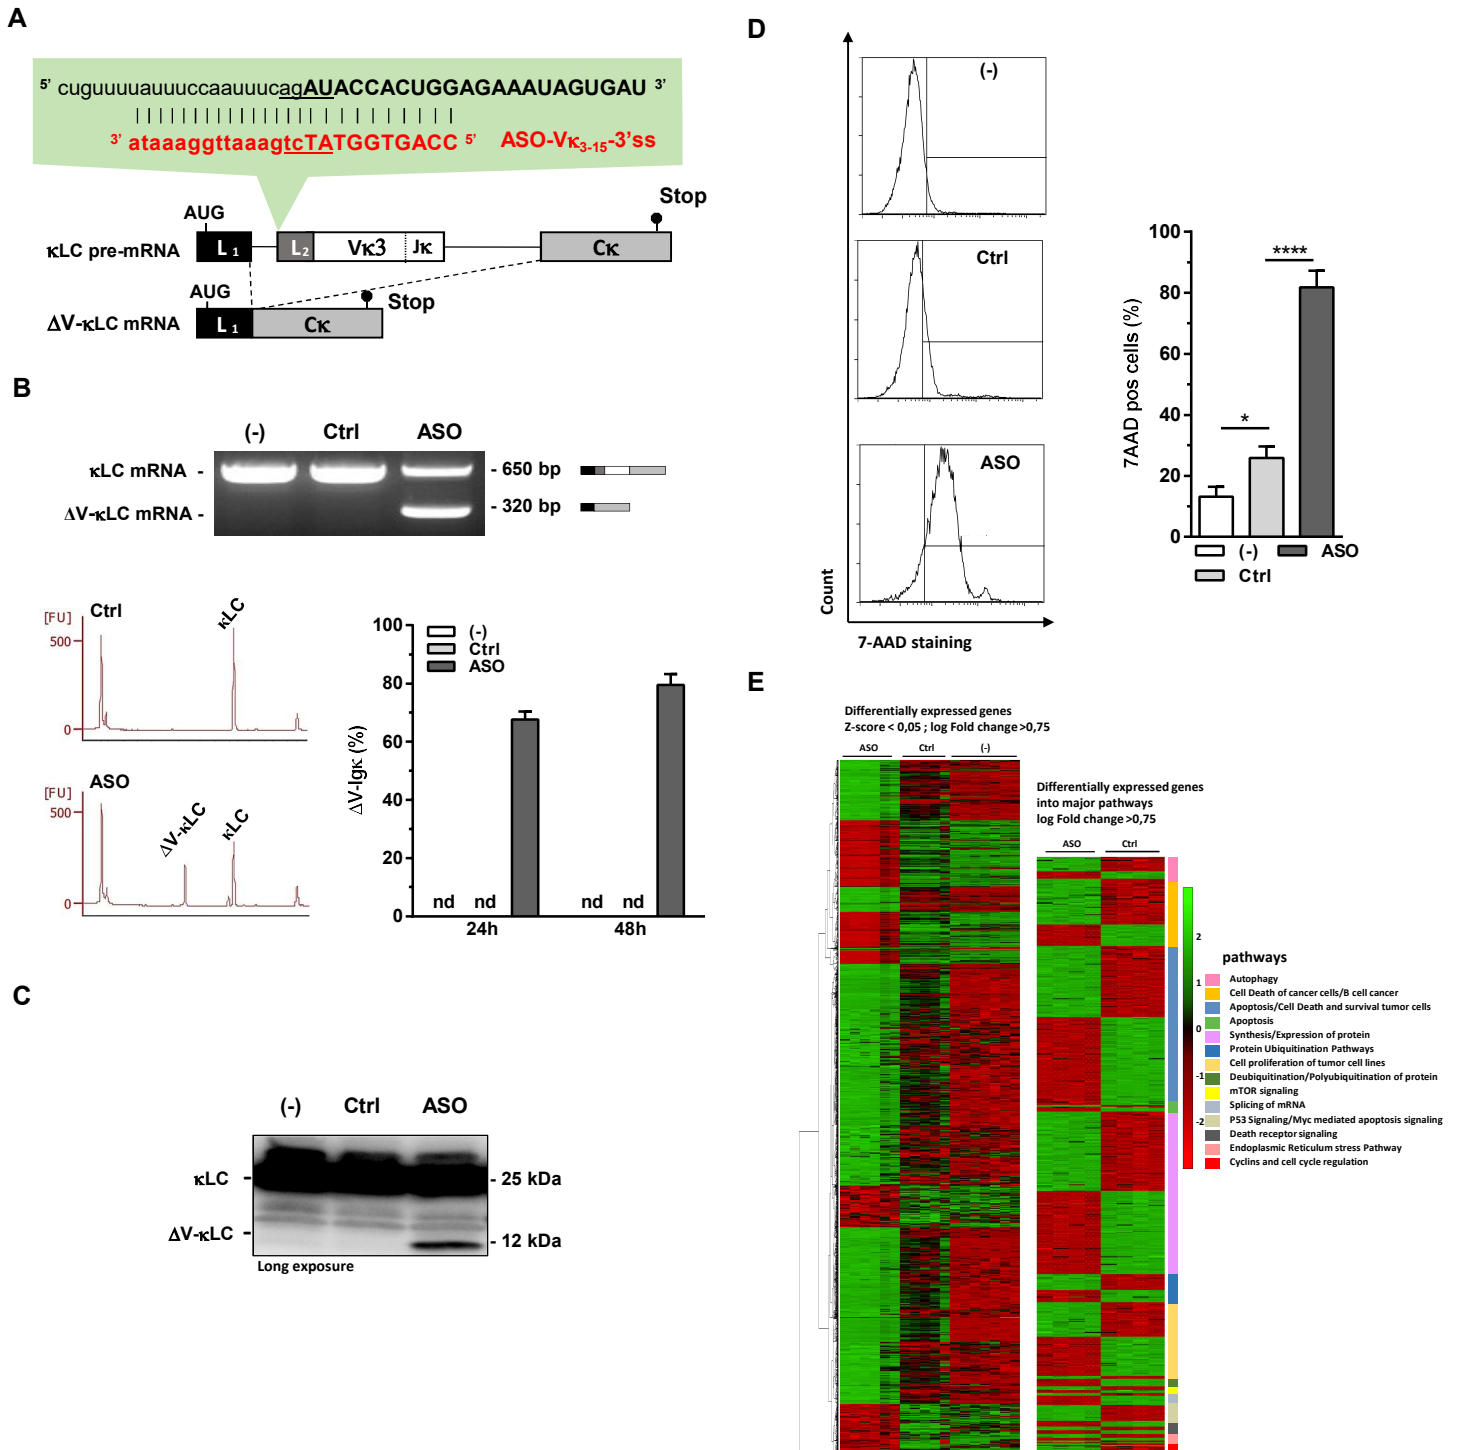 A
5' cuguuuuauuuccaauuucagAUACCACUGGAGAAAUAGUGAU 3'
3' ataaaggttaaagtcTATGGTGACC 5' ASO-Vκ3-15-3'ss
AUG
Stop
κLC pre-mRNA
L 1
L2
Vκ3
Jκ
Cκ
AUG
Stop
ΔV-κLC mRNA
L 1
Cκ
B
(-) Ctrl ASO
κLC mRNA -
- 650 bp
ΔV-κLC mRNA -
- 320 bp
[FU]
Ctrl
κLC
500
0
[FU]
ASO
ΔV-κLC
κLC
500
0
ΔV-Igκ (%)
100
80
60
40
20
0
(-)
Ctrl
ASO
nd nd
nd nd
24h
48h
C
(-) Ctrl ASO
κLC -
- 25 kDa
ΔV-κLC -
- 12 kDa
Long exposure
D
(-)
Ctrl
ASO
Count
7-AAD staining
7AAD pos cells (%)
100
80
60
40
20
0
*
****
(-)
ASO
Ctrl
E
Differentially expressed genes
Z-score < 0,05 ; log Fold change >0,75
ASO Ctrl (-)
Differentially expressed genes
into major pathways
log Fold change >0,75
ASO Ctrl
2
1
0
-1
-2
pathways
Autophagy
Cell Death of cancer cells/B cell cancer
Apoptosis/Cell Death and survival tumor cells
Apoptosis
Synthesis/Expression of protein
Protein Ubiquitination Pathways
Cell proliferation of tumor cell lines
Deubiquitination/Polyubiquitination of protein
mTOR signaling
Splicing of mRNA
P53 Signaling/Myc mediated apoptosis signaling
Death receptor signaling
Endoplasmic Reticulum stress Pathway
Cyclins and cell cycle regulation